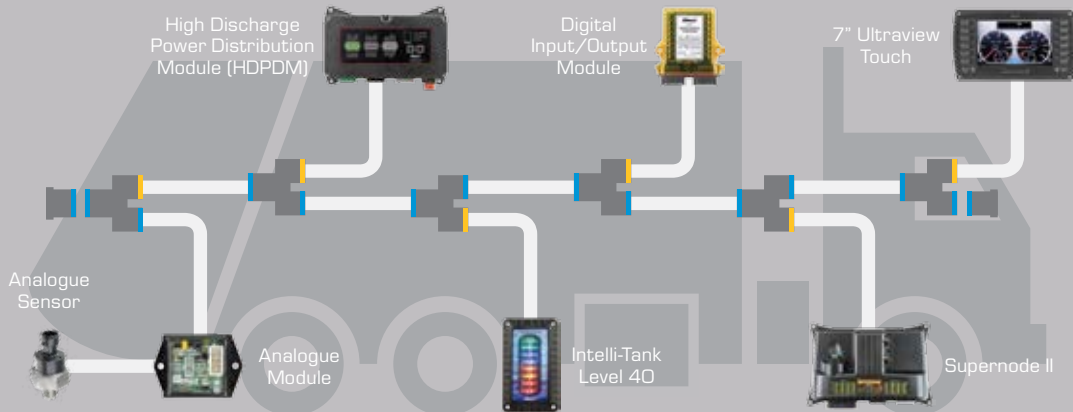 High Discharge
Power Distribution
Module (HDPDM)
Digital
Input/Output
Module
7" Ultraview
Touch
Analogue
Sensor
Analogue
Module
Intelli-Tank
Level 40
Supernode II